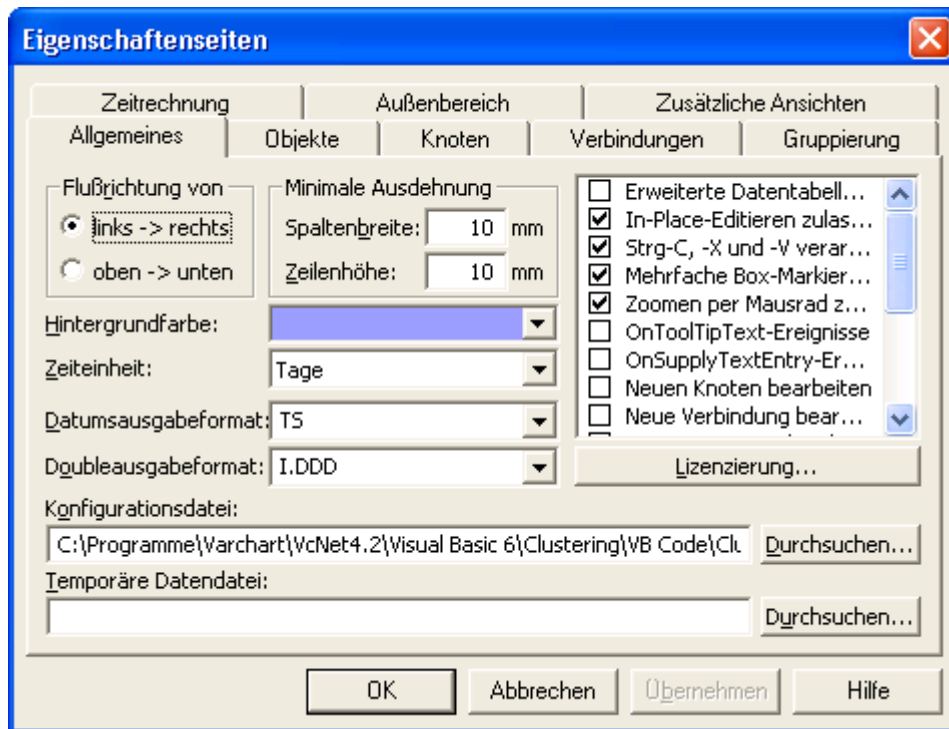 Eigenschaftenseiten
Zeitrechnung Außenbereich Zusätzliche Ansichten
Allgemeines Objekte Knoten Verbindungen Gruppierung
Flußrichtung von
links -> rechts
oben -> unten
Minimale Ausdehnung
Spaltenbreite: 10 mm
Zeilenhöhe: 10 mm
Erweiterte Datentabell...
In-Place-Editieren zulas...
Strg-C, -X und -V verar...
Mehrfache Box-Markier...
Zoomen per Mausrad z...
OnToolTipText-Ereignisse
OnSupplyTextEntry-Er...
Neuen Knoten bearbeiten
Neue Verbindung bear...
Hintergrundfarbe:
Zeiteinheit: Tage
Datumsausgabeformat: TS
Doubleausgabeformat: I.DDD
Lizenzierung...
Konfigurationsdatei:
C:\Programme\Varchart\VcNet4.2\Visual Basic 6\Clustering\VB Code\Clu Durchsuchen...
Temporäre Datendatei:
Durchsuchen...
OK Abbrechen Übernehmen Hilfe